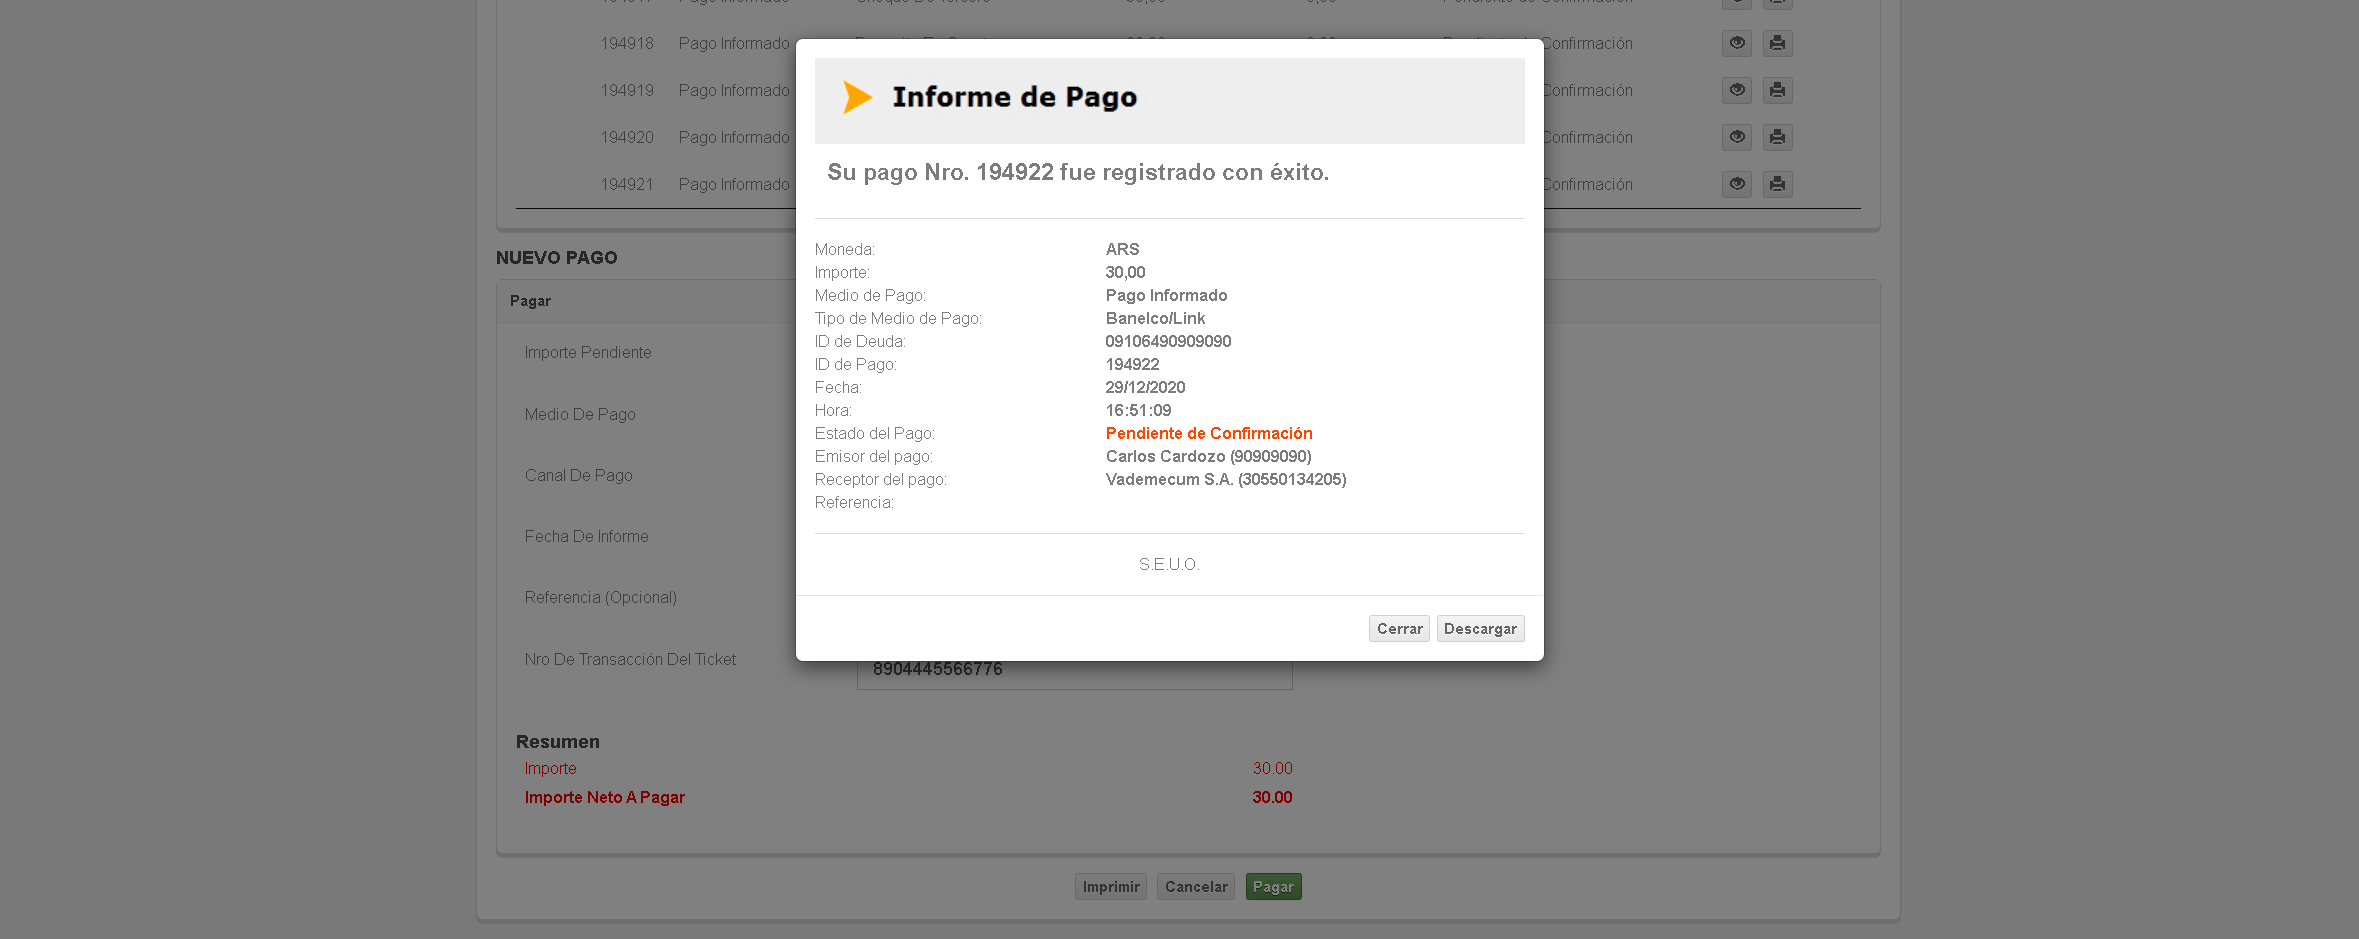 194918 Pago Informado Confirmación
194919 Pago Informado Confirmación
194920 Pago Informado Confirmación
194921 Pago Informado Confirmación
Informe de Pago
Su pago Nro. 194922 fue registrado con éxito.
Moneda: ARS
Importe: 30,00
Medio de Pago: Pago Informado
Tipo de Medio de Pago: Banelco/Link
ID de Deuda: 09106490909090
ID de Pago: 194922
Fecha: 29/12/2020
Hora: 16:51:09
Estado del Pago: Pendiente de Confirmación
Emisor del pago: Carlos Cardozo (90909090)
Receptor del pago: Vademecum S.A. (30550134205)
Referencia:
S.E.U.O.
Cerrar Descargar
NUEVO PAGO
Pagar
Importe Pendiente
Medio De Pago
Canal De Pago
Fecha De Informe
Referencia (Opcional)
Nro De Transacción Del Ticket 8904445566776
Resumen
Importe 30.00
Importe Neto A Pagar 30.00
Imprimir Cancelar Pagar